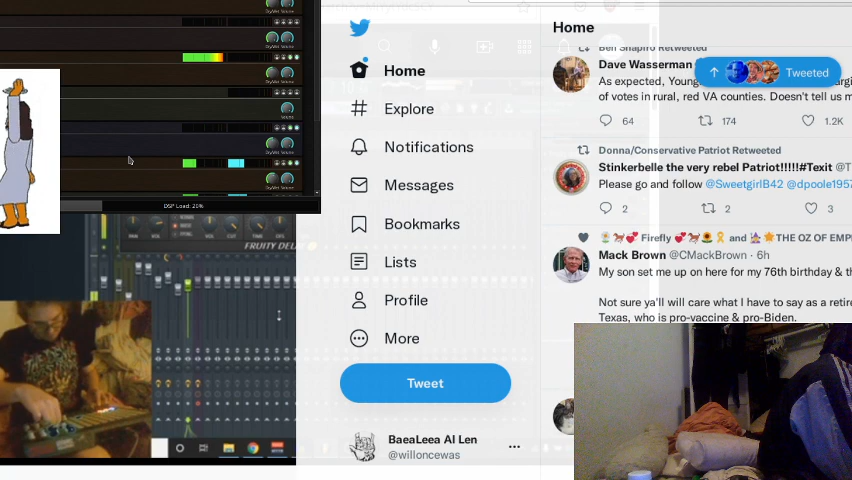 Home
Explore
Notifications
Messages
Bookmarks
Lists
Profile
More
Tweet
BaeaLeea Al Len
@willoncewas
Home
Ben Shapiro Retweeted
Dave Wasserman
Tweeted
As expected, Young
of votes in rural, red VA counties. Doesn't tell us m
64 174 1.2K
Donna/Conservative Patriot Retweeted
Stinkerbelle the very rebel Patriot!!!!!#Texit @T
Please go and follow @SweetgirlB42 @dpoole1957
2 2 3
Firefly and THE OZ OF EMP
Mack Brown @CMackBrown · 6h
My son set me up on here for my 76th birthday & th
Not sure ya'll will care what I have to say as a retire
Texas, who is pro-vaccine & pro-Biden.
DSP Load: 20%
FRUITY DEL